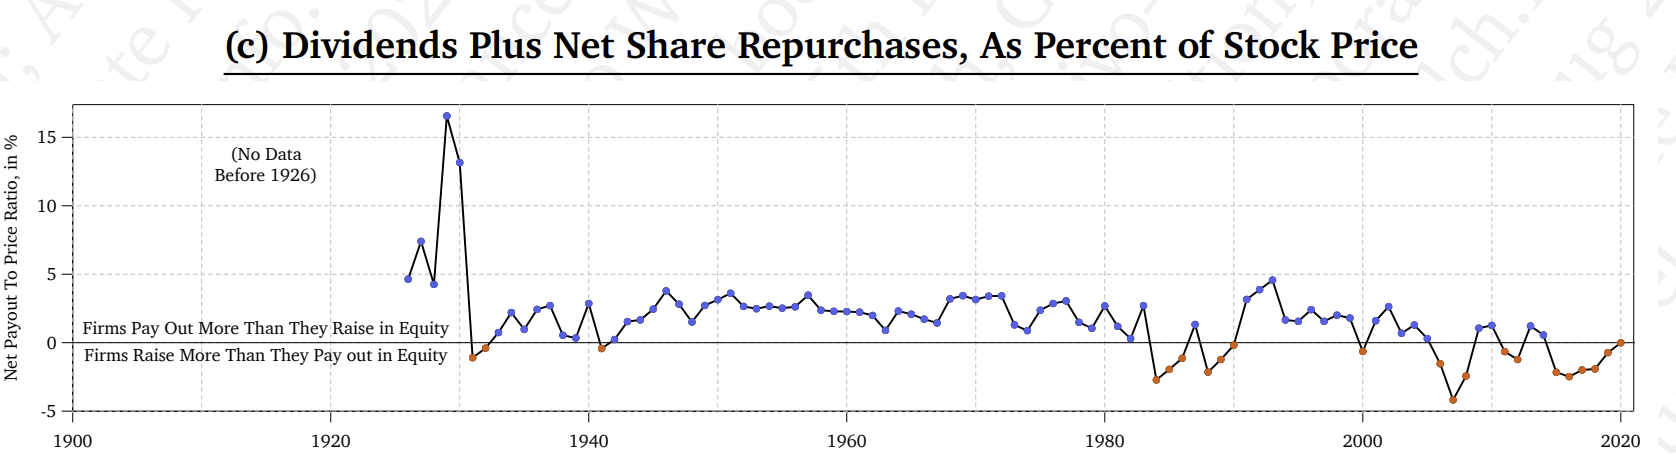 (c) Dividends Plus Net Share Repurchases, As Percent of Stock Price
Net Payout To Price Ratio, in %
15
10
5
0
-5
(No Data
Before 1926)
Firms Pay Out More Than They Raise in Equity
Firms Raise More Than They Pay out in Equity
1900
1920
1940
1960
1980
2000
2020